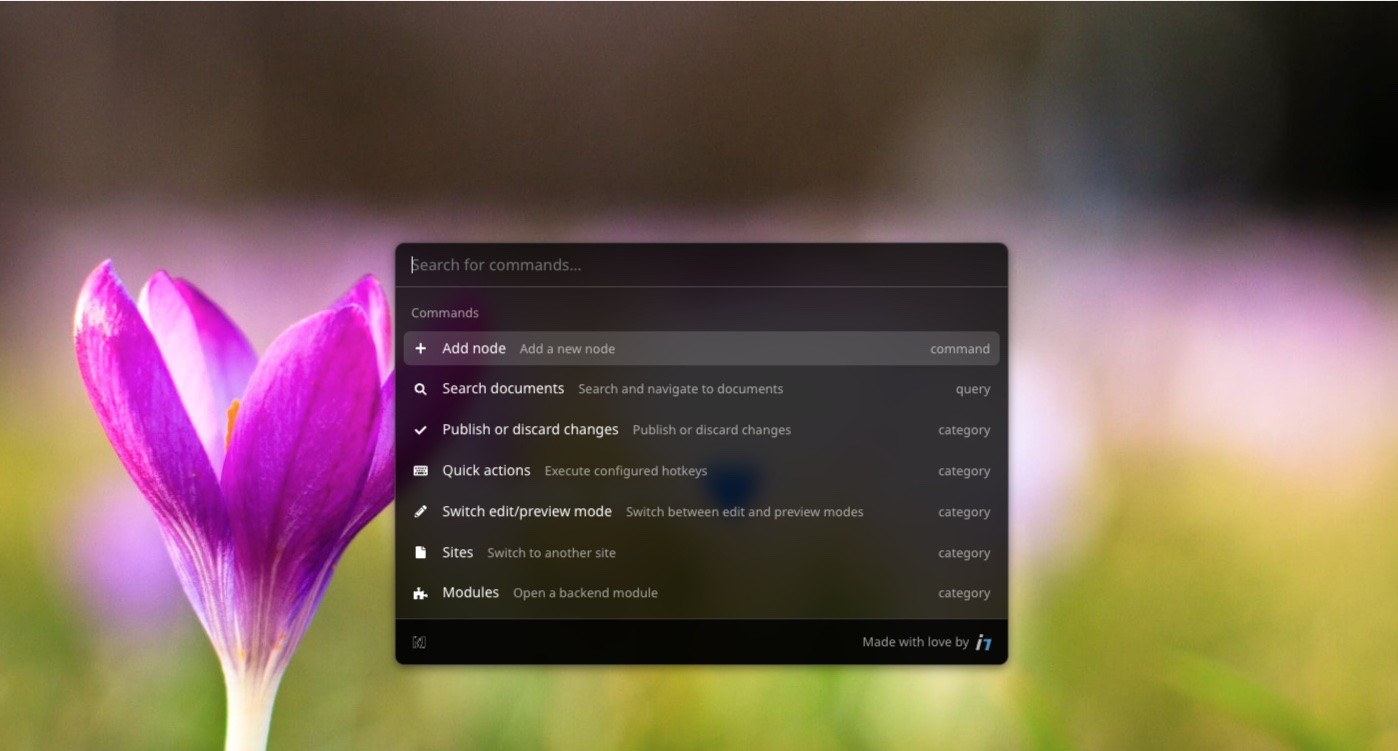 Search for commands...
Commands
Add node Add a new node command
Search documents Search and navigate to documents query
Publish or discard changes Publish or discard changes category
Quick actions Execute configured hotkeys category
Switch edit/preview mode Switch between edit and preview modes category
Sites Switch to another site category
Modules Open a backend module category
Made with love by